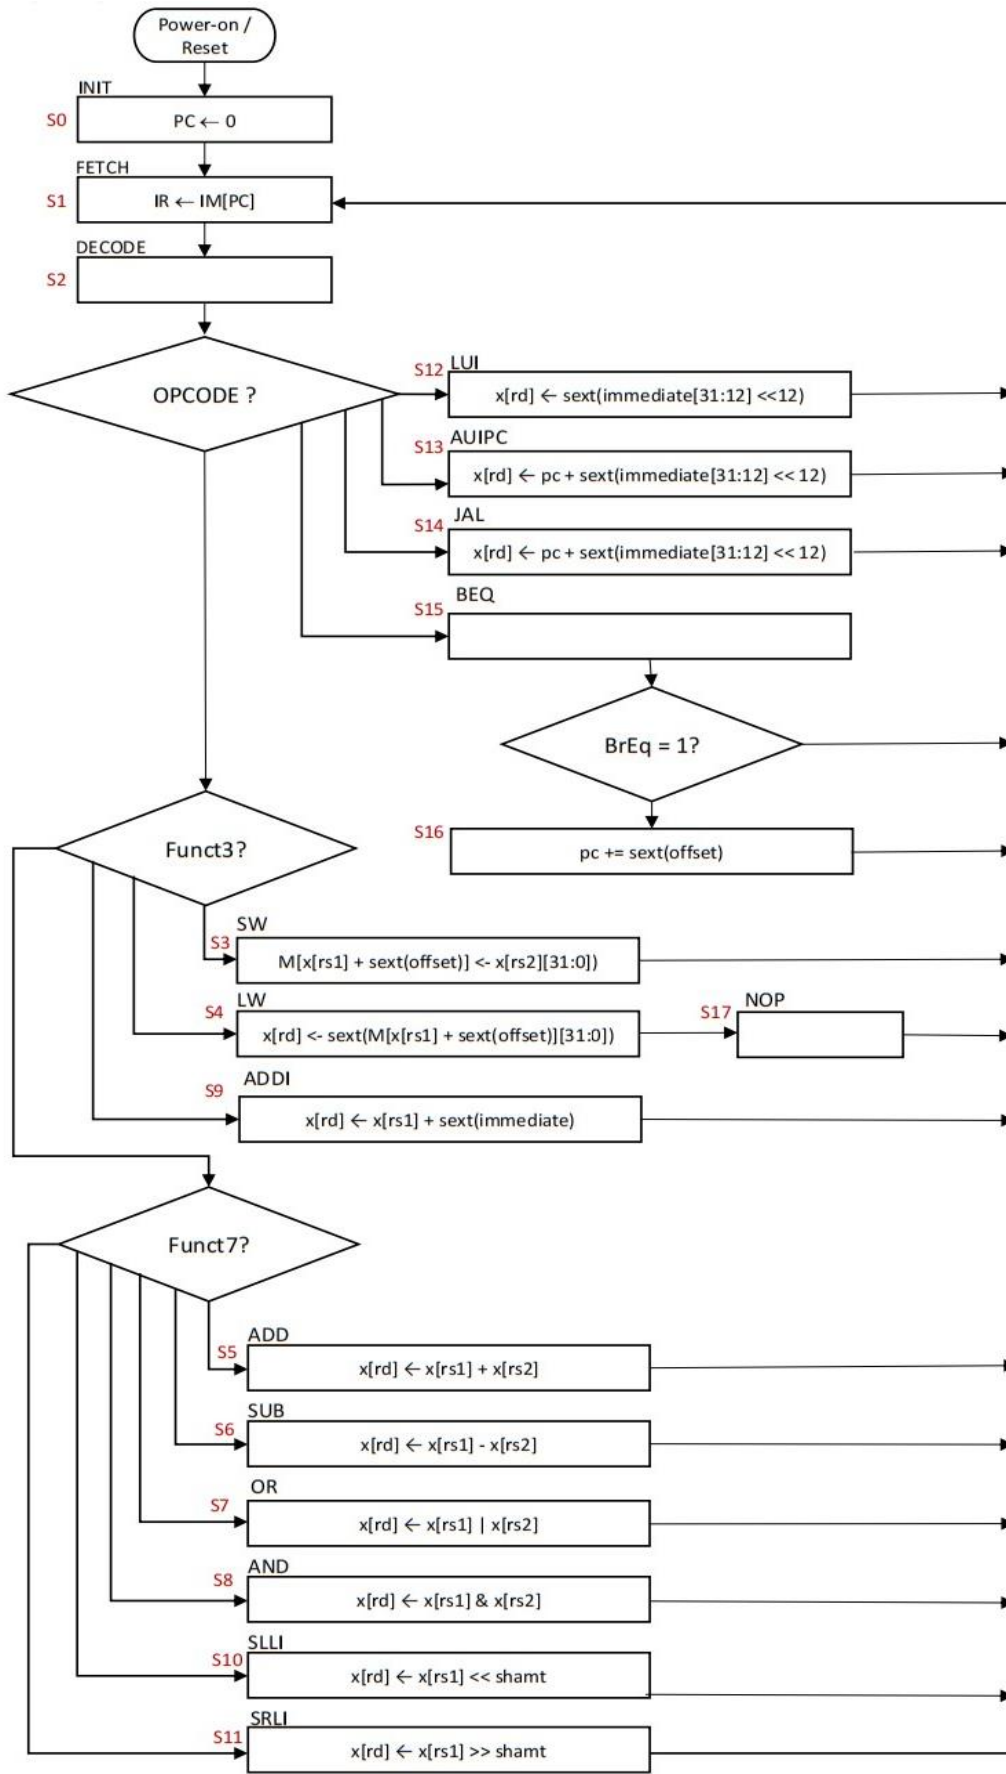 Power-on /
Reset
INIT
S0
PC ← 0
FETCH
S1
IR ← IM[PC]
DECODE
S2
OPCODE ?
S12
LUI
x[rd] ← sext(immediate[31:12] <<12)
S13
AUIPC
x[rd] ← pc + sext(immediate[31:12] << 12)
S14
JAL
x[rd] ← pc + sext(immediate[31:12] << 12)
S15
BEQ
BrEq = 1?
S16
pc += sext(offset)
Funct3?
SW
S3
M[x[rs1] + sext(offset)] <- x[rs2][31:0])
LW
S4
x[rd] <- sext(M[x[rs1] + sext(offset)][31:0])
S17
NOP
ADDI
S9
x[rd] ← x[rs1] + sext(immediate)
Funct7?
ADD
S5
x[rd] ← x[rs1] + x[rs2]
SUB
S6
x[rd] ← x[rs1] - x[rs2]
OR
S7
x[rd] ← x[rs1] | x[rs2]
AND
S8
x[rd] ← x[rs1] & x[rs2]
SLLI
S10
x[rd] ← x[rs1] << shamt
SRLI
S11
x[rd] ← x[rs1] >> shamt